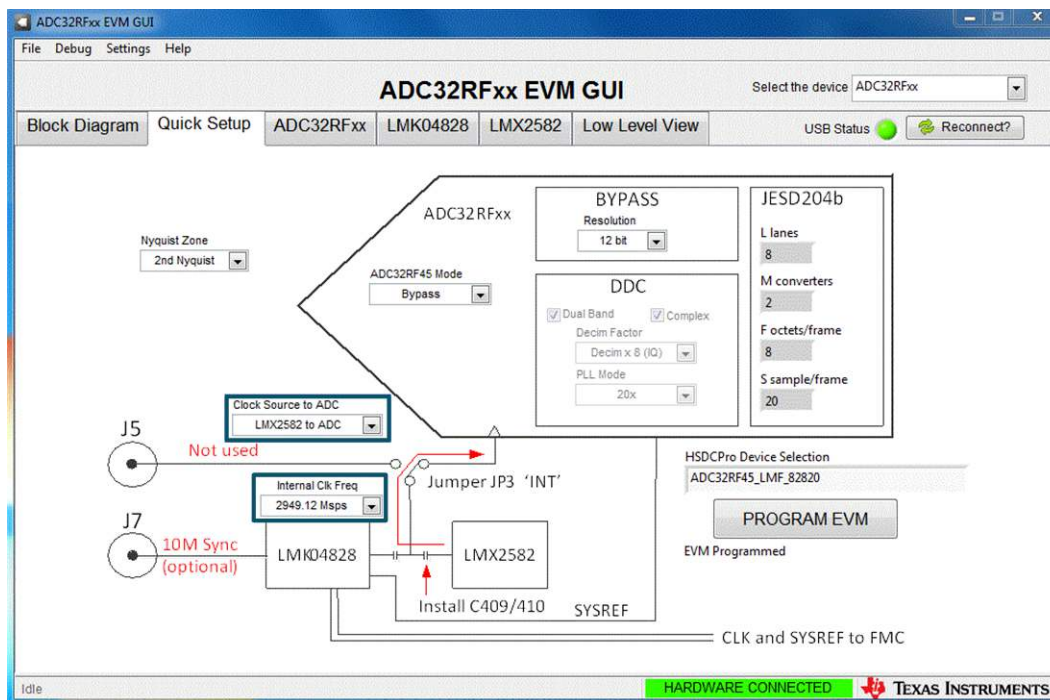 ADC32RFxx EVM GUI
File Debug Settings Help
ADC32RFxx EVM GUI
Select the device ADC32RFxx
Block Diagram Quick Setup ADC32RFxx LMK04828 LMX2582 Low Level View
USB Status Reconnect?
ADC32RFxx
BYPASS
Resolution
12 bit
JESD204b
L lanes
8
M converters
2
F octets/frame
8
S sample/frame
20
Nyquist Zone
2nd Nyquist
ADC32RF45 Mode
Bypass
DDC
Dual Band Complex
Decim Factor
Decim x 8 (IQ)
PLL Mode
20x
Clock Source to ADC
LMX2582 to ADC
J5
Not used
Jumper JP3 'INT'
Internal Clk Freq
2949.12 Msps
J7
10M Sync
(optional)
LMK04828
LMX2582
Install C409/410
SYSREF
CLK and SYSREF to FMC
HSDCPro Device Selection
ADC32RF45_LMF_82820
PROGRAM EVM
EVM Programmed
Idle
HARDWARE CONNECTED
TEXAS INSTRUMENTS